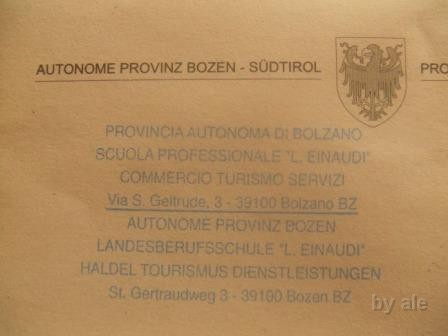 AUTONOME PROVINZ BOZEN - SÜDTIROL
PRO
PROVINCIA AUTONOMA DI BOLZANO
SCUOLA PROFESSIONALE "L. EINAUDI"
COMMERCIO TURISMO SERVIZI
Via S. Geltrude, 3 - 39100 Bolzano BZ
AUTONOME PROVINZ BOZEN
LANDESBERUFSSCHULE "L. EINAUDI"
HALDEL TOURISMUS DIENSTLEISTUNGEN
St. Gertraudweg 3 - 39100 Bozen BZ
by ale